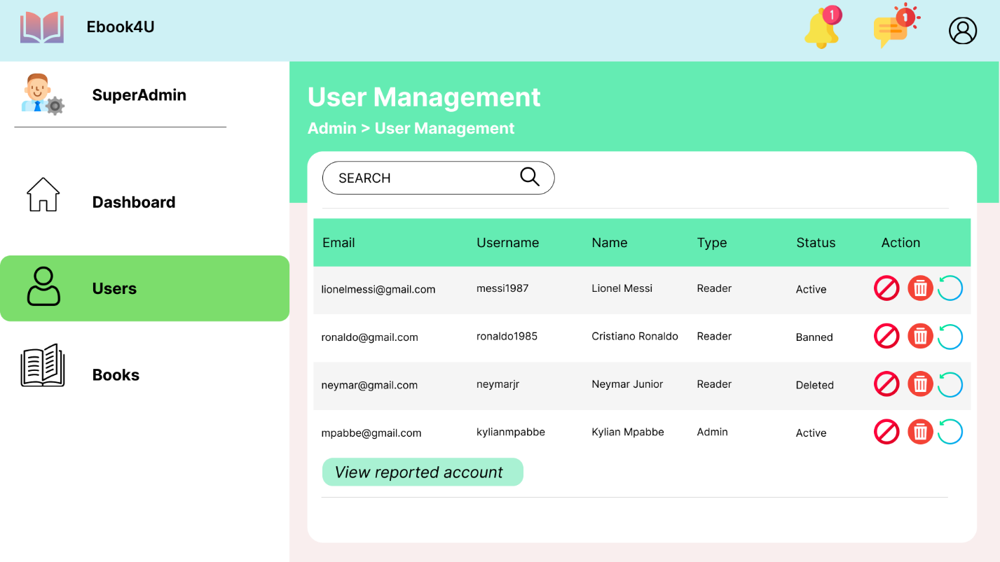 Ebook4U
1
1
SuperAdmin
Dashboard
Users
Books
User Management
Admin > User Management
SEARCH
Email Username Name Type Status Action
lionelmessi@gmail.com messi1987 Lionel Messi Reader Active
ronaldo@gmail.com ronaldo1985 Cristiano Ronaldo Reader Banned
neymar@gmail.com neymarjr Neymar Junior Reader Deleted
mpabbe@gmail.com kylianmpabbe Kylian Mpabbe Admin Active
View reported account